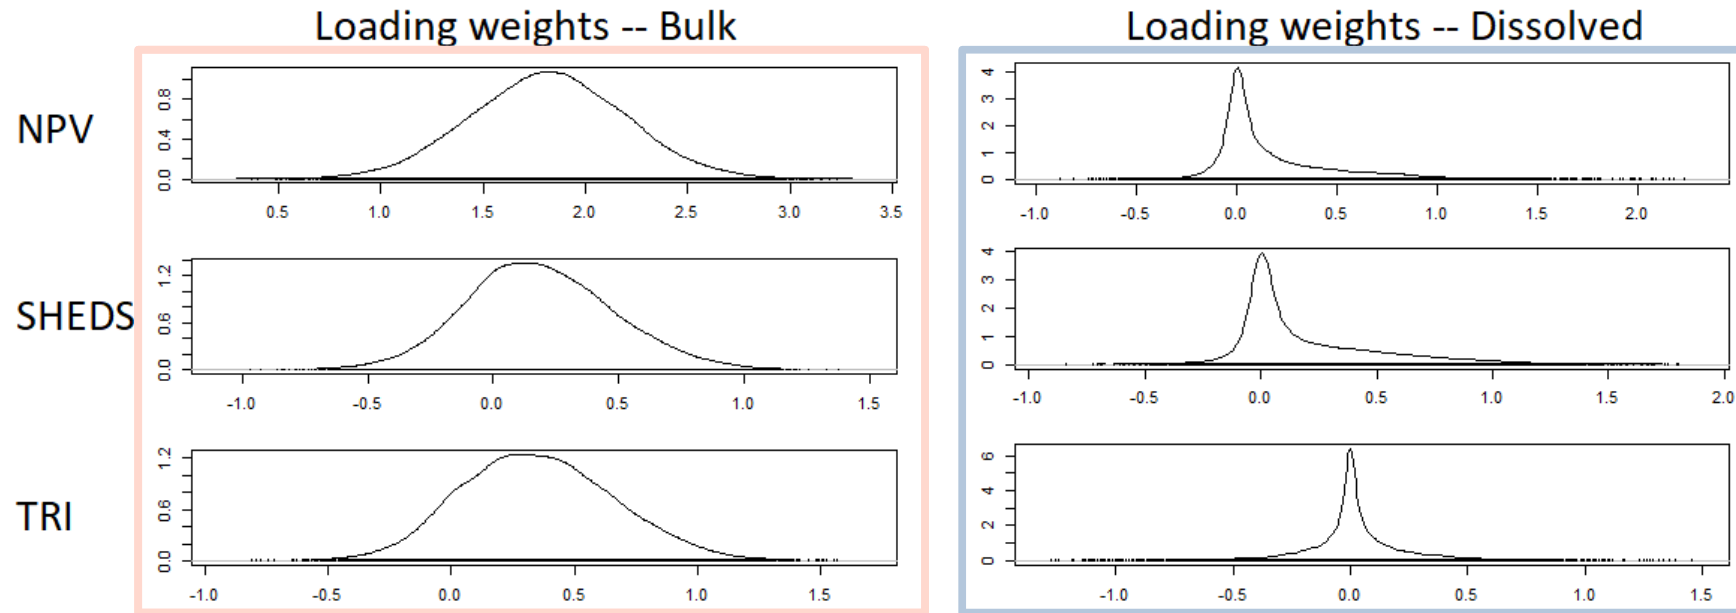 Loading weights -- Bulk
Loading weights -- Dissolved
NPV
0.0 0.4 0.8
0.5 1.0 1.5 2.0 2.5 3.0 3.5
0 1 2 3 4
-1.0 -0.5 0.0 0.5 1.0 1.5 2.0
SHEDS
0.0 0.6 1.2
-1.0 -0.5 0.0 0.5 1.0 1.5
0 1 2 3 4
-1.0 -0.5 0.0 0.5 1.0 1.5 2.0
TRI
0.0 0.6 1.2
-1.0 -0.5 0.0 0.5 1.0 1.5
0 2 4 6
-1.0 -0.5 0.0 0.5 1.0 1.5